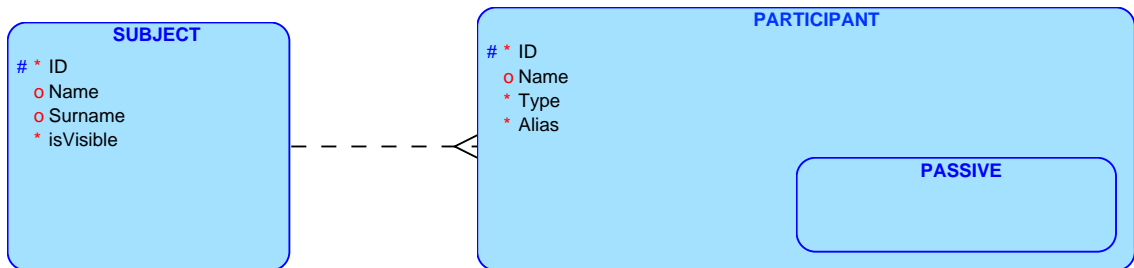 SUBJECT
# * ID
o Name
o Surname
* isVisible
PARTICIPANT
# * ID
o Name
* Type
* Alias
PASSIVE